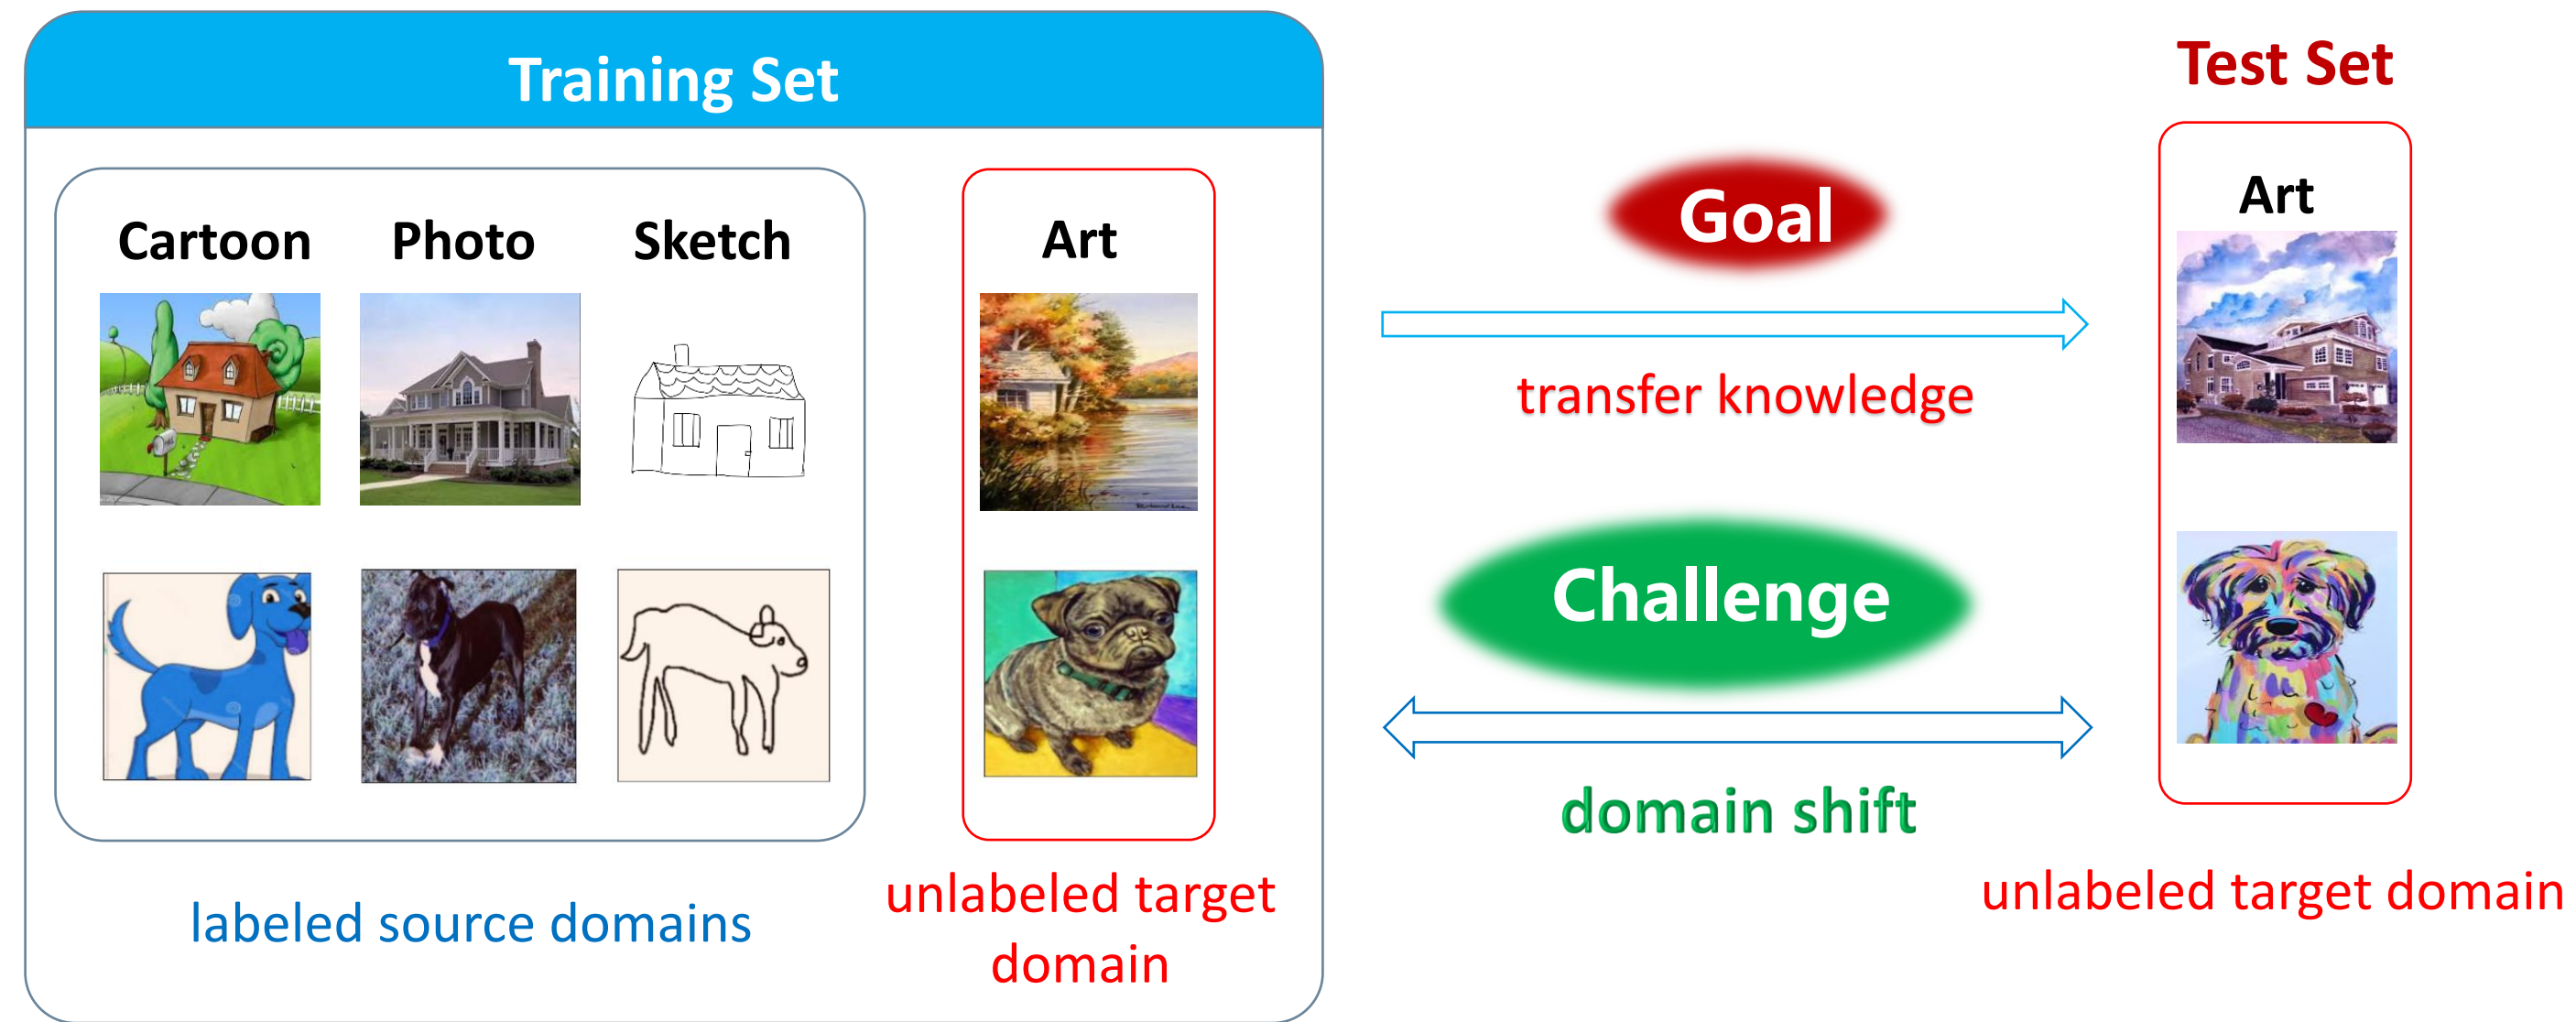 Training Set
Cartoon
Photo
Sketch
Art
labeled source domains
unlabeled target
domain
Goal
transfer knowledge
Challenge
domain shift
Test Set
Art
unlabeled target domain